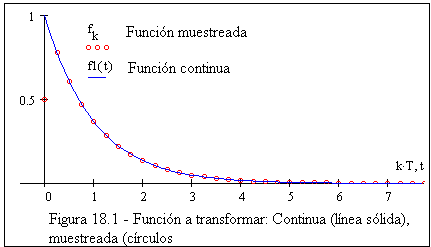 1
f k
Función muestreada
f1(t)
Función continua
0.5
k·T, t
0 1 2 3 4 5 6 7
Figura 18.1 - Función a transformar: Continua (línea sólida),
muestreada (círculos